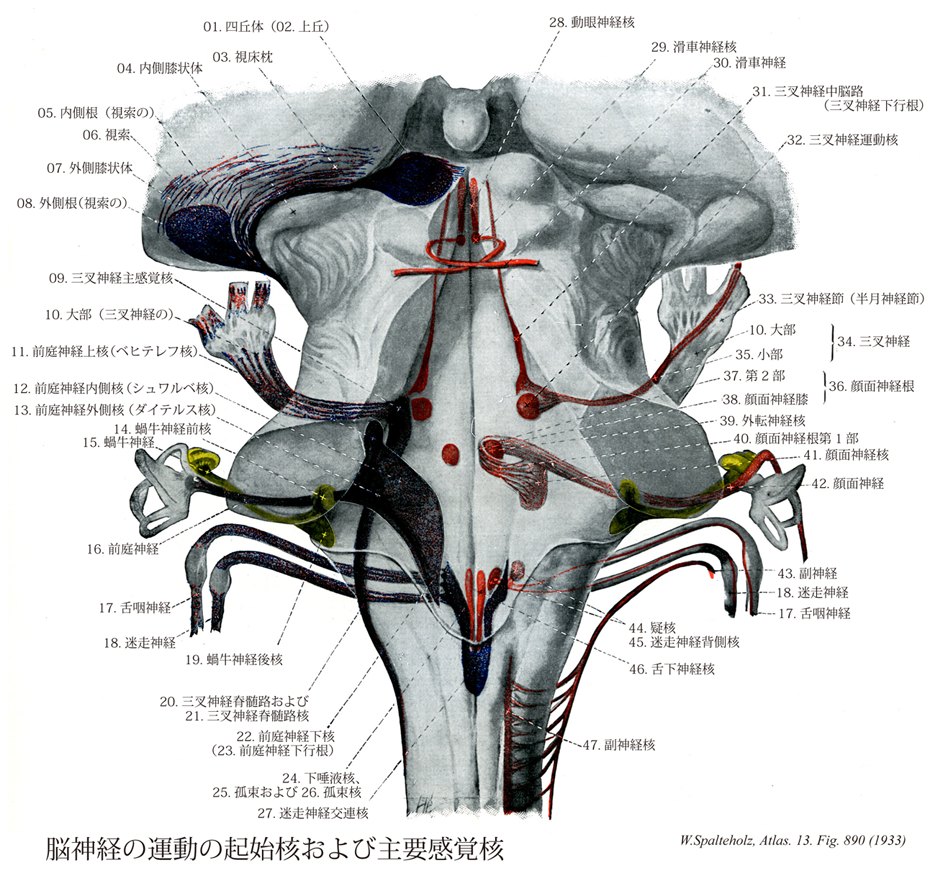 01. 四丘体（02. 上丘）
03. 視床枕
04. 内側膝状体
05. 内側根（視索の）
06. 視索
07. 外側膝状体
08. 外側根(視索の）
09. 三叉神経主感覚核
10. 大部（三叉神経の）
11. 前庭神経上核(ベヒテレフ核）
12. 前庭神経内側核（シュワルベ核）
13. 前庭神経外側核（ダイテルス核）
14. 蝸牛神経前核
15. 蝸牛神経
16. 前庭神経
17. 舌咽神経
18. 迷走神経
19. 蝸牛神経後核
20. 三叉神経脊髄路および
21. 三叉神経脊髄路核
22. 前庭神経下核
（23. 前庭神経下行根）
24. 下唾液核、
25. 孤束および 26. 孤束核
27. 迷走神経交連核
28. 動眼神経核
29. 滑車神経核
30. 滑車神経
31. 三叉神経中脳路
（三叉神経下行根）
32. 三叉神経運動核
33. 三叉神経節（半月神経節）
10. 大部
34. 三叉神経
35. 小部
37. 第２部
36. 顔面神経根
38. 顔面神経膝
39. 外転神経核
40. 顔面神経根第１部
41. 顔面神経核
42. 顔面神経
43. 副神経
18. 迷走神経
17. 舌咽神経
44. 疑核
45. 迷走神経背側核
46. 舌下神経核
47. 副神経核
脳神経の運動の起始核および主要感覚核
W.Spalteholz, Atlas. 13. Fig. 890 (1933)